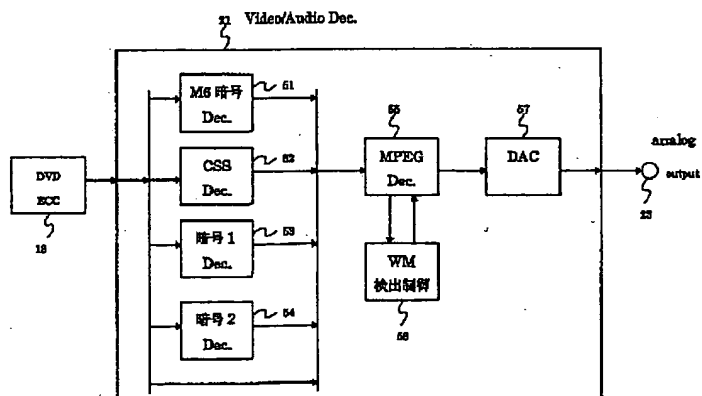 21 Video/Audio Dec.
M6 暗号
Dec.
51
CSS
Dec.
52
暗号 1
Dec.
53
暗号 2
Dec.
54
DVD
ECC
18
55
MPEG
Dec.
57
DAC
analog
output
23
WM
検出制御
56